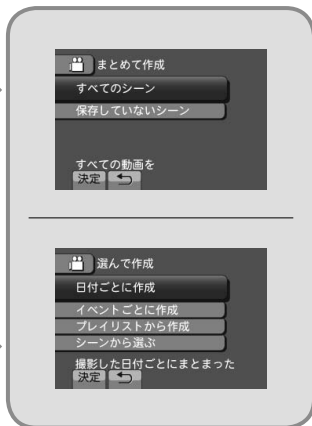 まとめて作成
すべてのシーン
保存していないシーン
すべての動画を
決定
選んで作成
日付ごとに作成
イベントごとに作成
プレイリストから作成
シーンから選ぶ
撮影した日付ごとにまとまった
決定